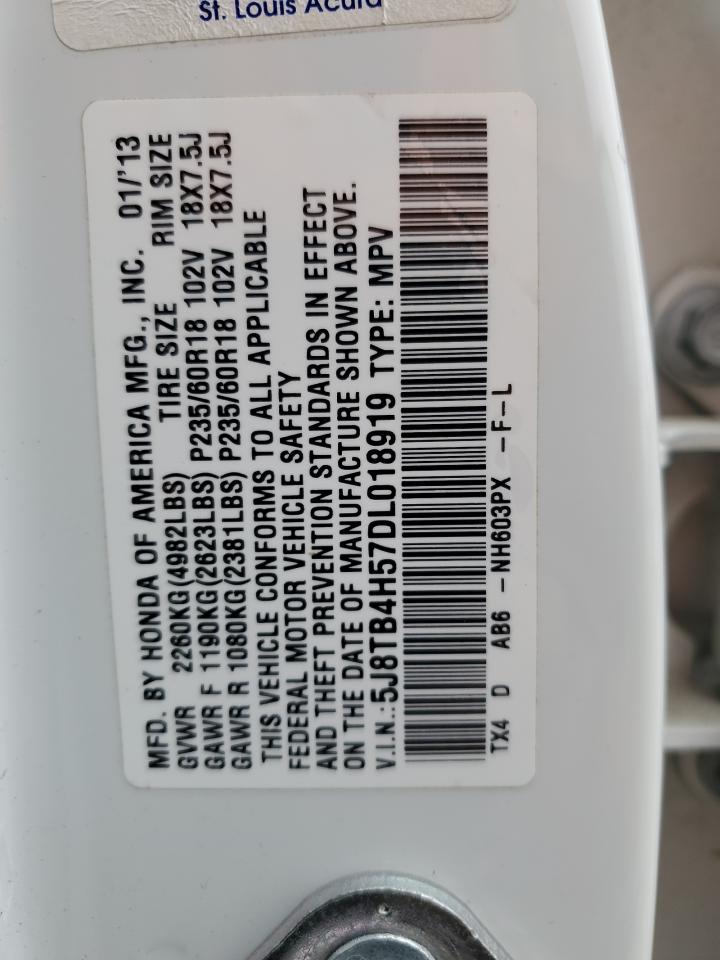 St. Louis Acura
MFD. BY HONDA OF AMERICA MFG., INC. 01/'13
GVWR 2260KG(4982LBS) TIRE SIZE RIM SIZE
GAWR F 1190KG(2623LBS) P235/60R18 102V 18X7.5J
GAWR R 1080KG(2381LBS) P235/60R18 102V 18X7.5J
THIS VEHICLE CONFORMS TO ALL APPLICABLE
FEDERAL MOTOR VEHICLE SAFETY
AND THEFT PREVENTION STANDARDS IN EFFECT
ON THE DATE OF MANUFACTURE SHOWN ABOVE.
V.I.N.:5J8TB4H57DL018919 TYPE: MPV
TX4 D AB6 -NH603PX -F-L